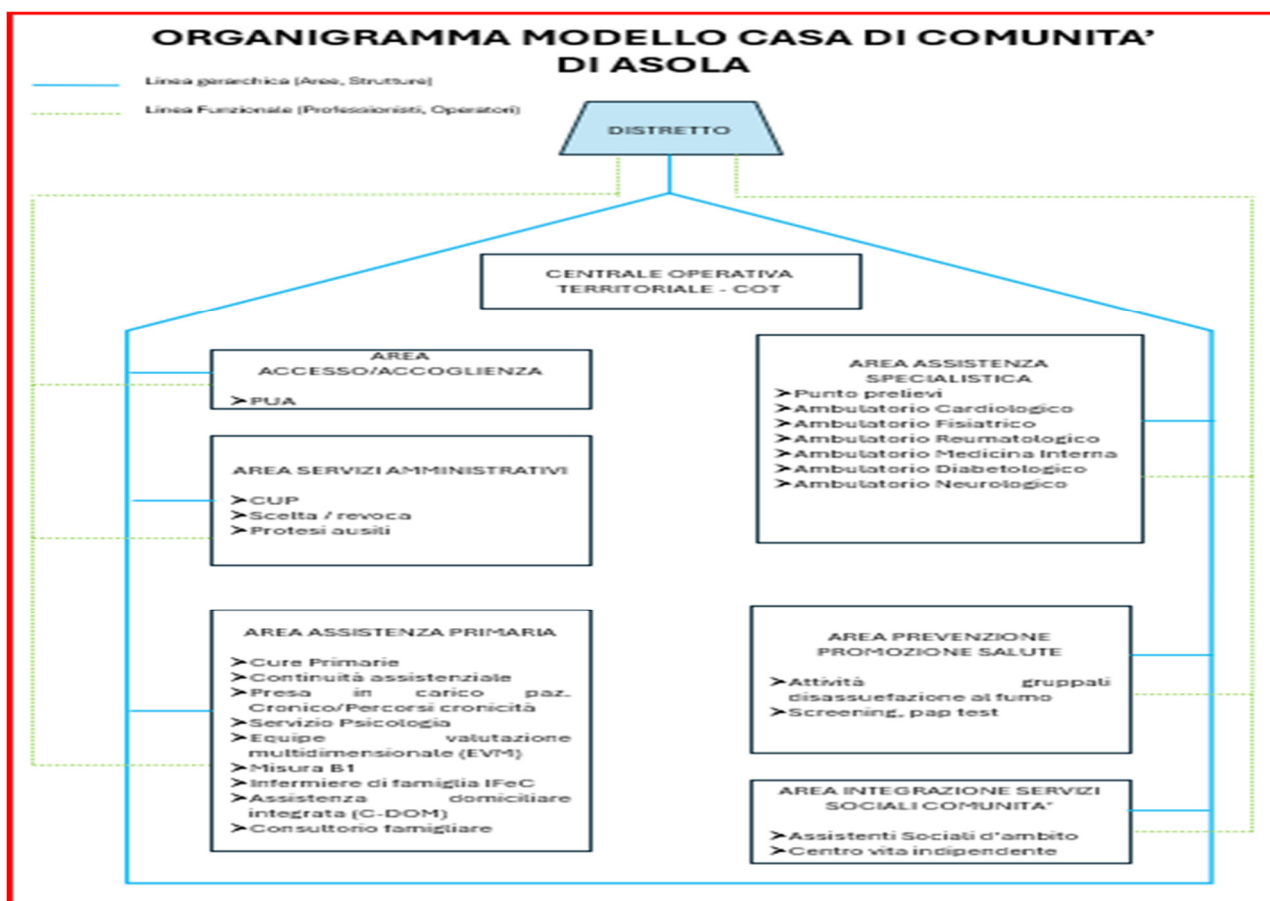 ORGANIGRAMMA MODELLO CASA DI COMUNITA'
DI ASOLA
Linea gerarchica (Aree, Strutture)
Linea Funzionale (Professionisti, Operatori)
DISTRETTO
CENTRALE OPERATIVA
TERRITORIALE - COT
AREA
ACCESSO/ACCOGLIENZA
➤PUA
AREA SERVIZI AMMINISTRATIVI
➤CUP
➤Scelta / revoca
➤Protesi ausili
AREA ASSISTENZA PRIMARIA
➤Cure Primarie
➤Continuità assistenziale
➤Presa in carico paz.
Cronico/Percorsi cronicità
➤Servizio Psicologia
➤Equipe valutazione
multidimensionale (EVM)
➤Misura B1
➤Infermiere di famiglia IFeC
➤Assistenza domiciliare
integrata (C-DOM)
➤Consultorio famigliare
AREA ASSISTENZA
SPECIALISTICA
➤Punto prelievi
➤Ambulatorio Cardiologico
➤Ambulatorio Fisiatrico
➤Ambulatorio Reumatologico
➤Ambulatorio Medicina Interna
➤Ambulatorio Diabetologico
➤Ambulatorio Neurologico
AREA PREVENZIONE
PROMOZIONE SALUTE
➤Attività gruppali
disassuefazione al fumo
➤Screening, pap test
AREA INTEGRAZIONE SERVIZI
SOCIALI COMUNITA'
➤Assistenti Sociali d'ambito
➤Centro vita indipendente